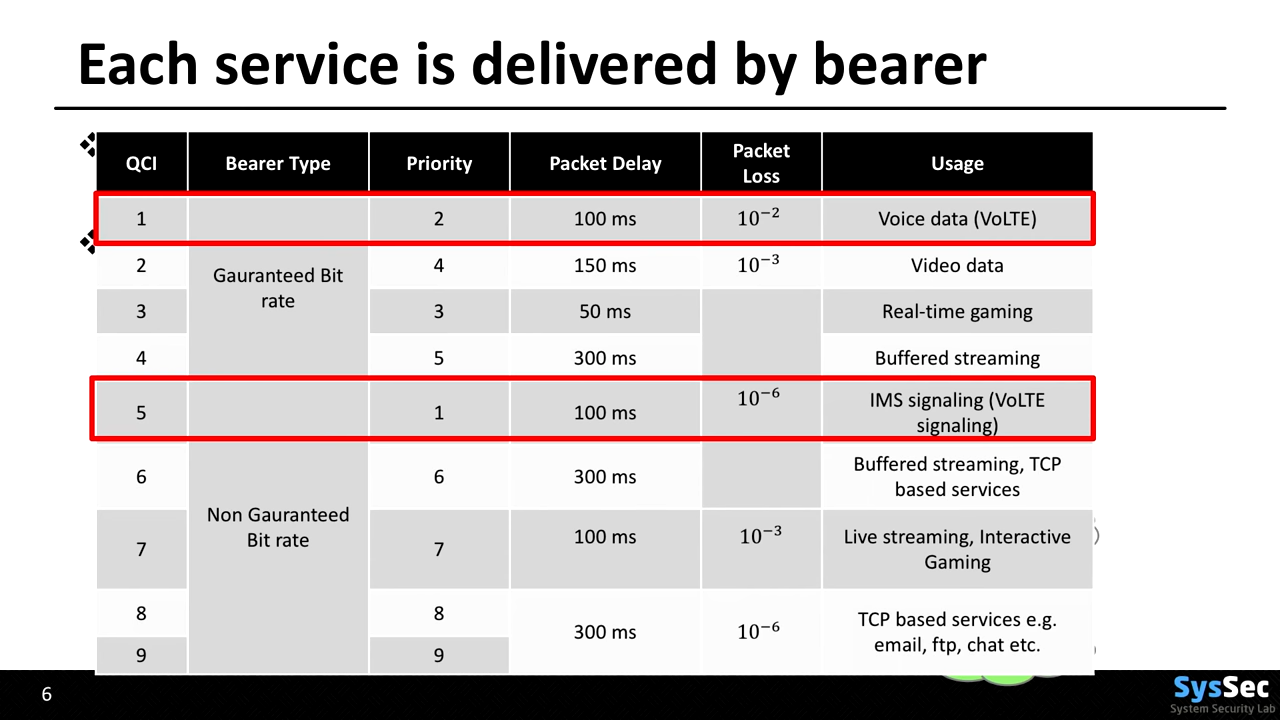 Each service is delivered by bearer
QCI
Bearer Type
Priority
Packet Delay
Packet
Loss
Usage
1
2
100 ms
10⁻²
Voice data (VoLTE)
2
Gauranteed Bit
rate
4
150 ms
10⁻³
Video data
3
3
50 ms
Real-time gaming
4
5
300 ms
Buffered streaming
5
1
100 ms
10⁻⁶
IMS signaling (VoLTE
signaling)
6
6
300 ms
Buffered streaming, TCP
based services
Non Gauranteed
Bit rate
7
7
100 ms
10⁻³
Live streaming, Interactive
Gaming
8
8
300 ms
10⁻⁶
TCP based services e.g.
email, ftp, chat etc.
9
9
6
SysSec
System Security Lab